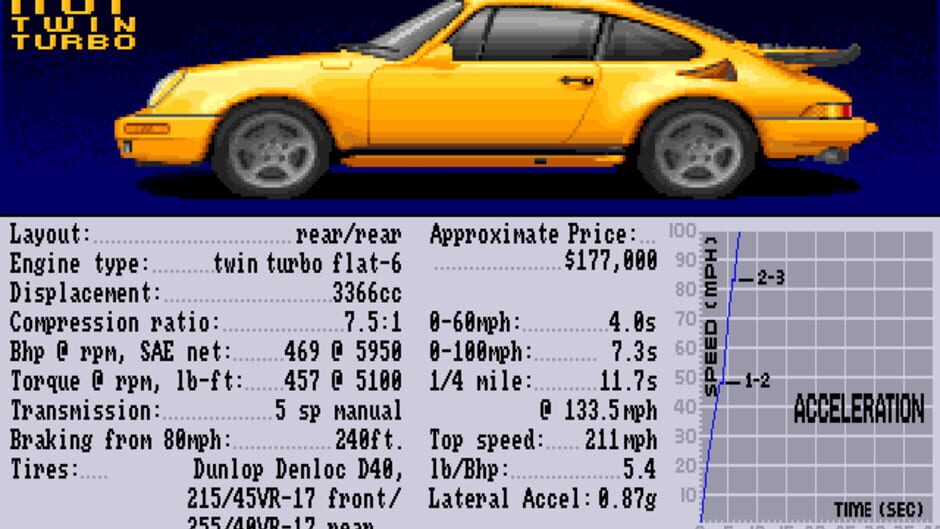 HOT
TWIN
TURBO
Layout: rear/rear
Engine type: twin turbo flat-6
Displacement: 3366cc
Compression ratio: 7.5:1
Bhp @ rpm, SAE net: 469 @ 5950
Torque @ rpm, lb-ft: 457 @ 5100
Transmission: 5 sp manual
Braking from 80mph: 240ft.
Tires: Dunlop Denloc D40,
215/45VR-17 front/
255/40VR-17 rear
Approximate Price:
$177,000
0-60mph: 4.0s
0-100mph: 7.3s
1/4 mile: 11.7s
@ 133.5mph
Top speed: 211mph
lb/Bhp: 5.4
Lateral Accel: 0.87g
100
90
80
70
60
50
40
30
20
10
SPEED (MPH)
2-3
1-2
ACCELERATION
TIME (SEC)